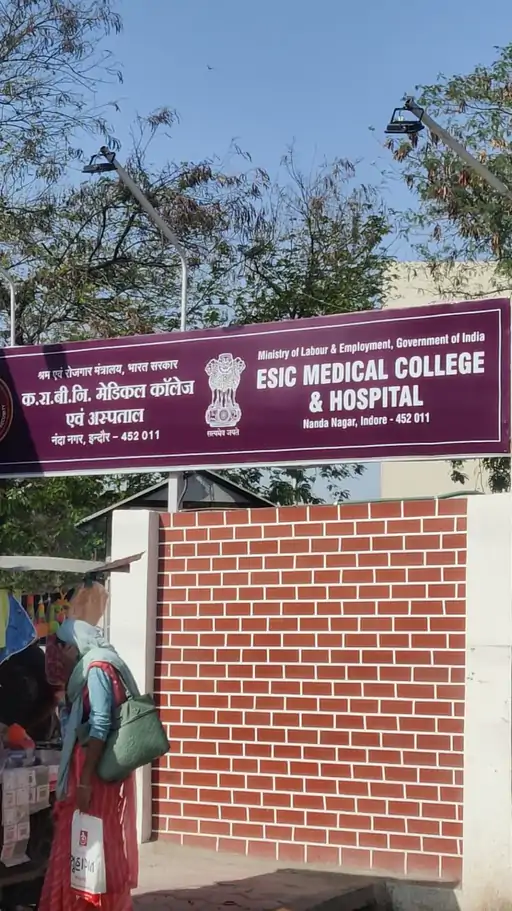 श्रम एवं रोजगार मंत्रालय, भारत सरकार
क.रा.बी.नि. मेडिकल कॉलेज
एवं अस्पताल
नंदा नगर, इन्दौर - 452 011
सत्यमेव जयते
Ministry of Labour & Employment, Government of India
ESIC MEDICAL COLLEGE
& HOSPITAL
Nanda Nagar, Indore - 452 011